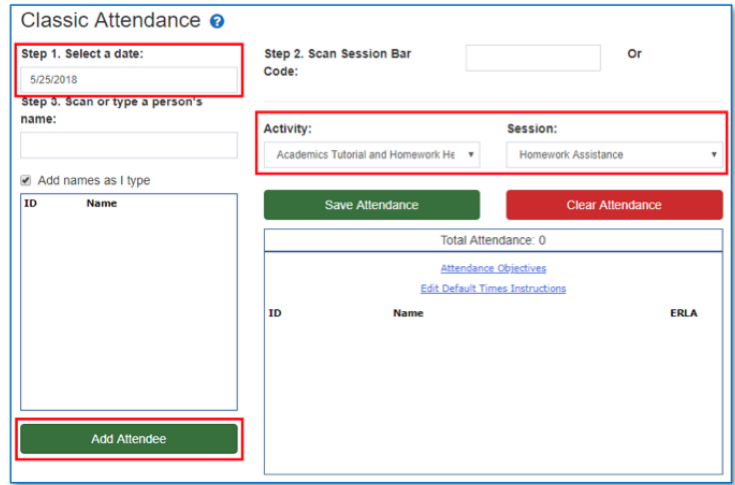 Classic Attendance ?
Step 1. Select a date:
5/25/2018
Step 2. Scan Session Bar
Code:
Or
Step 3. Scan or type a person's
name:
Activity:
Academics Tutorial and Homework He
Session:
Homework Assistance
Add names as I type
ID Name
Save Attendance
Clear Attendance
Total Attendance: 0
Attendance Objectives
Edit Default Times Instructions
ID Name ERLA
Add Attendee